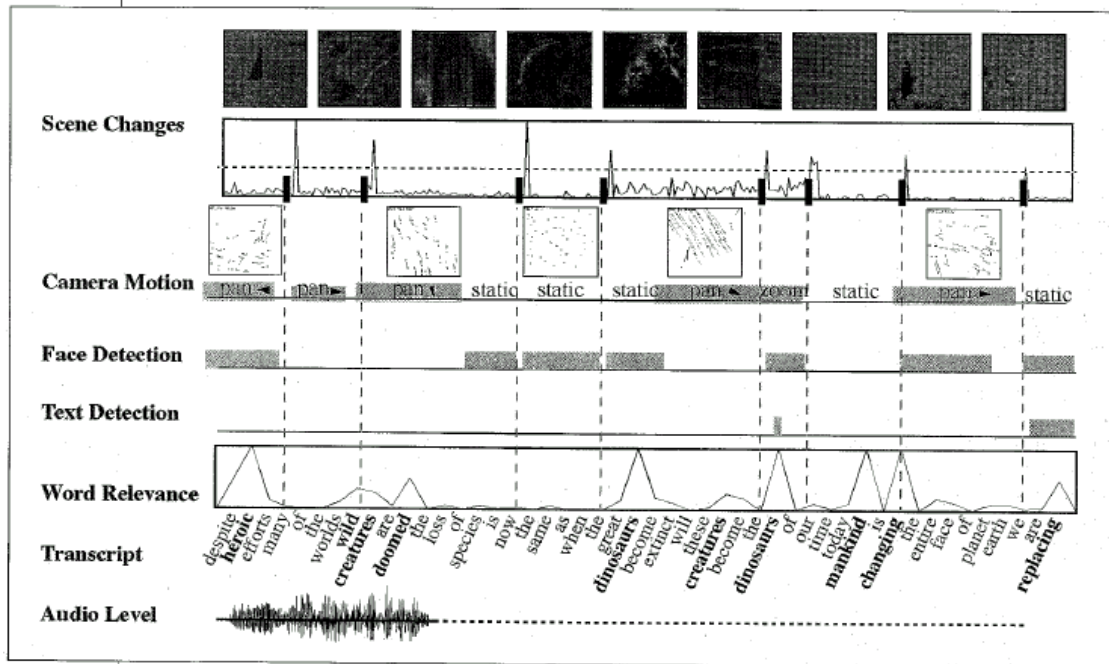 Scene Changes
Camera Motion
pan pan pan static static static pan zoom static pan static
Face Detection
Text Detection
Word Relevance
Transcript
despite heroic efforts many of the worlds wild creatures are doomed the loss of species is now the same as when the great dinosaurs become extinct will these creatures become the dinosaurs of our time today mankind is changing the entire face of planet earth we are replacing
Audio Level